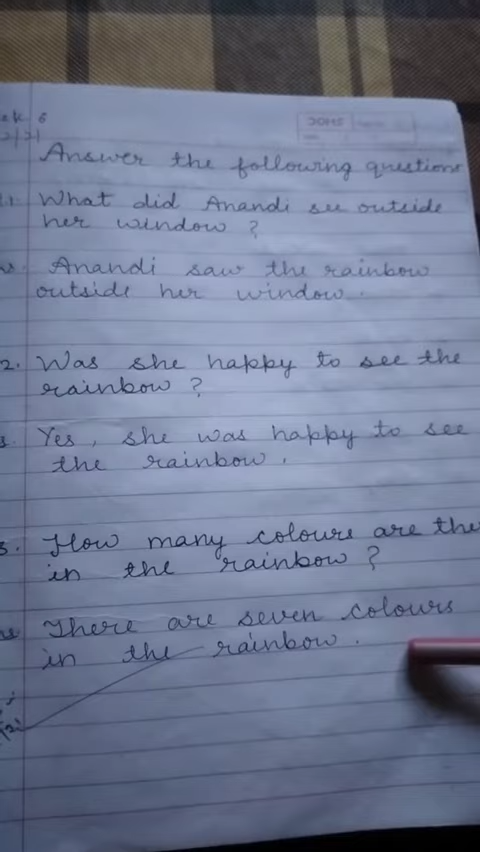 6
Answer the following questions
What did Anandi see outside
her window ?
Anandi saw the rainbow
outside her window.
2. Was she happy to see the
rainbow ?
Yes, she was happy to see
the rainbow.
3. How many colours are the
in the rainbow ?
There are seven colours
in the rainbow.